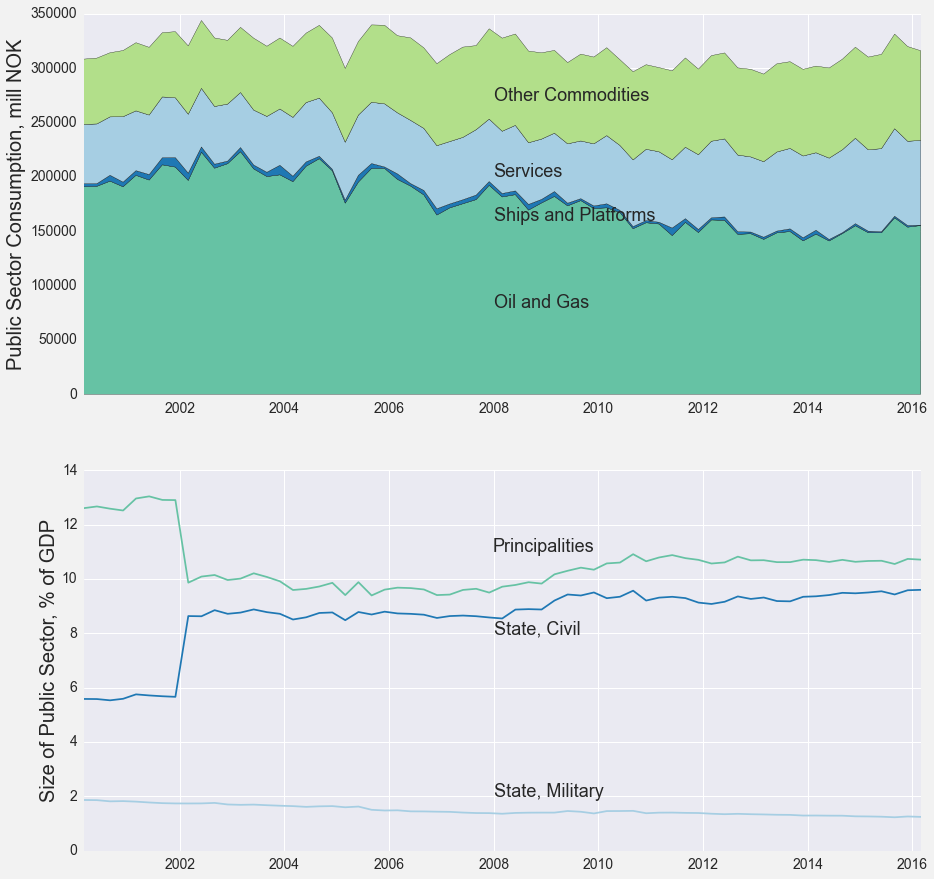 Public Sector Consumption, mill NOK
350000
300000
250000
200000
150000
100000
50000
0
Other Commodities
Services
Ships and Platforms
Oil and Gas
2002 2004 2006 2008 2010 2012 2014 2016
Size of Public Sector, % of GDP
14
12
10
8
6
4
2
0
Principalities
State, Civil
State, Military
2002 2004 2006 2008 2010 2012 2014 2016